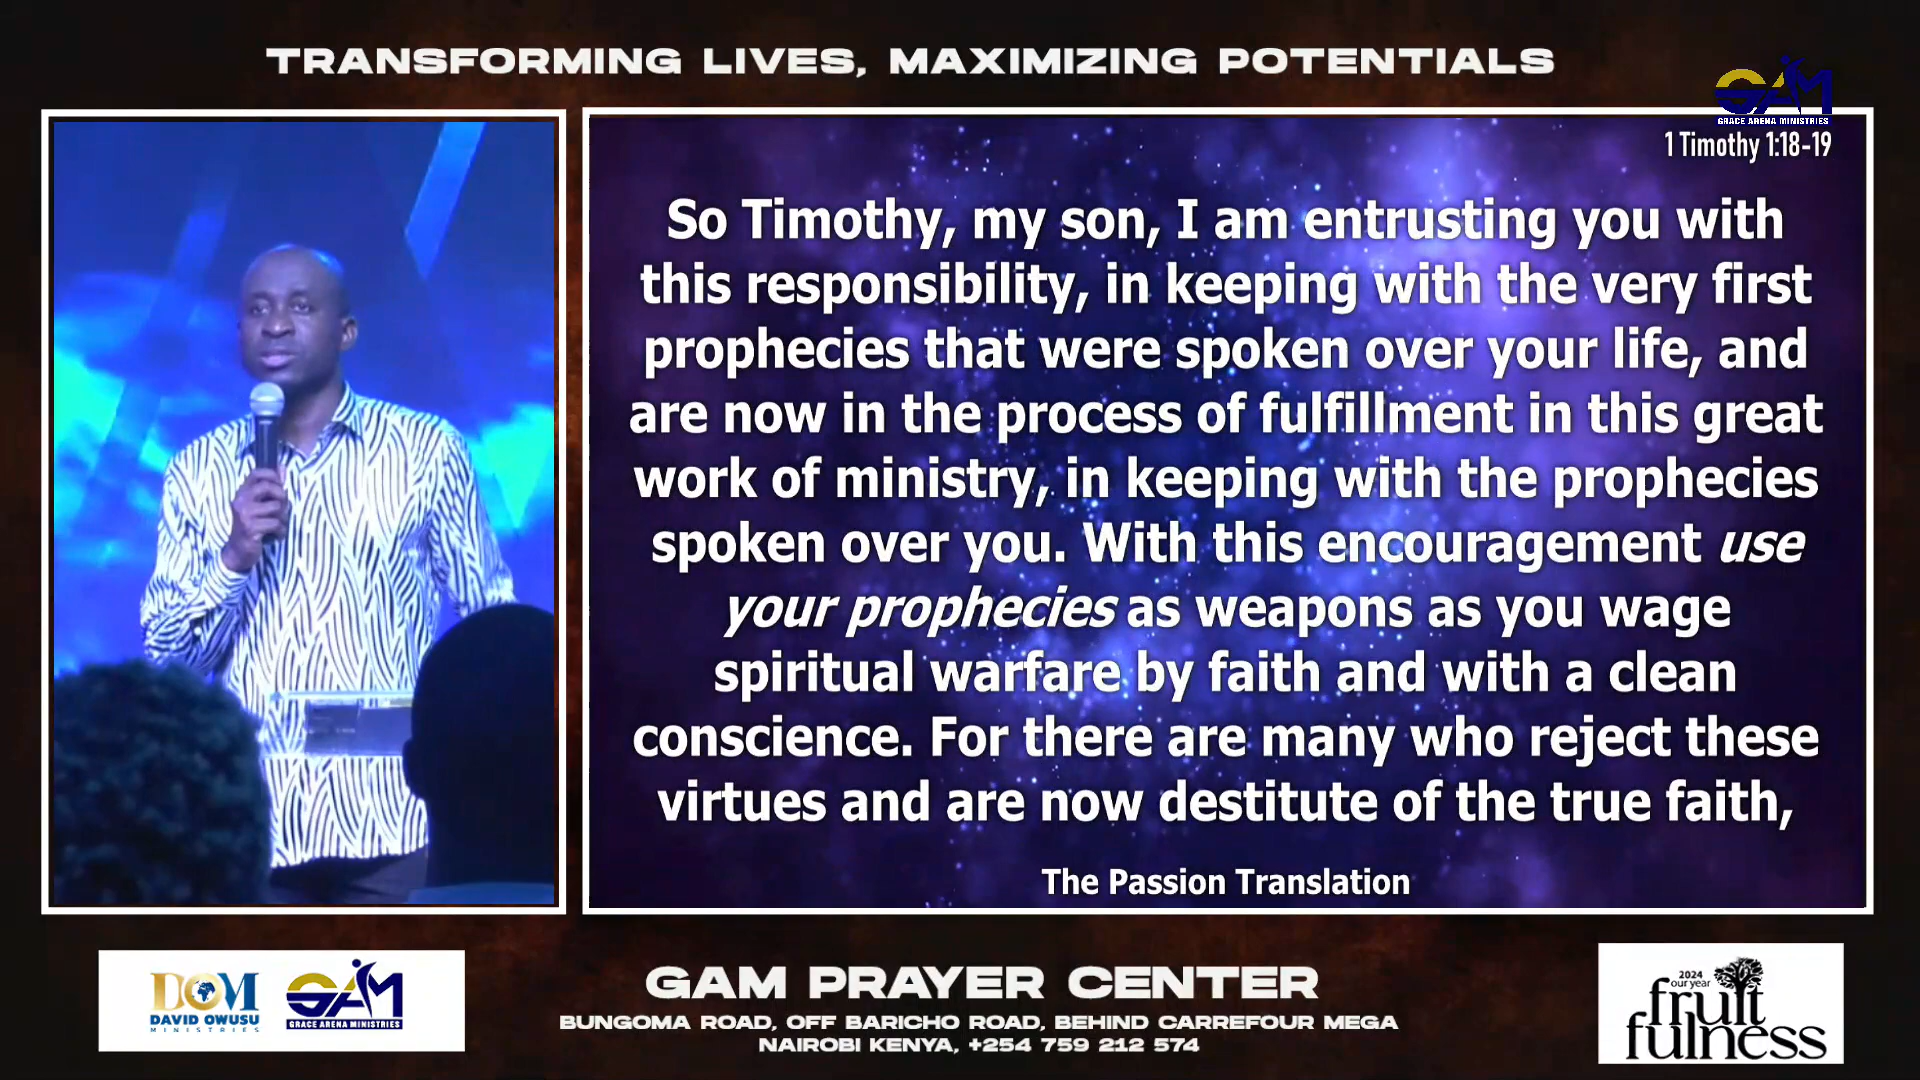 TRANSFORMING LIVES, MAXIMIZING POTENTIALS
GAM
GRACE ARENA MINISTRIES
1 Timothy 1:18-19
So Timothy, my son, I am entrusting you with
this responsibility, in keeping with the very first
prophecies that were spoken over your life, and
are now in the process of fulfillment in this great
work of ministry, in keeping with the prophecies
spoken over you. With this encouragement use
your prophecies as weapons as you wage
spiritual warfare by faith and with a clean
conscience. For there are many who reject these
virtues and are now destitute of the true faith,
The Passion Translation
DOM
DAVID OWUSU
MINISTRIES
GAM
GRACE ARENA MINISTRIES
GAM PRAYER CENTER
BUNGOMA ROAD, OFF BARICHO ROAD, BEHIND CARREFOUR MEGA
NAIROBI KENYA, +254 759 212 574
2024
our year
fruit
fulness